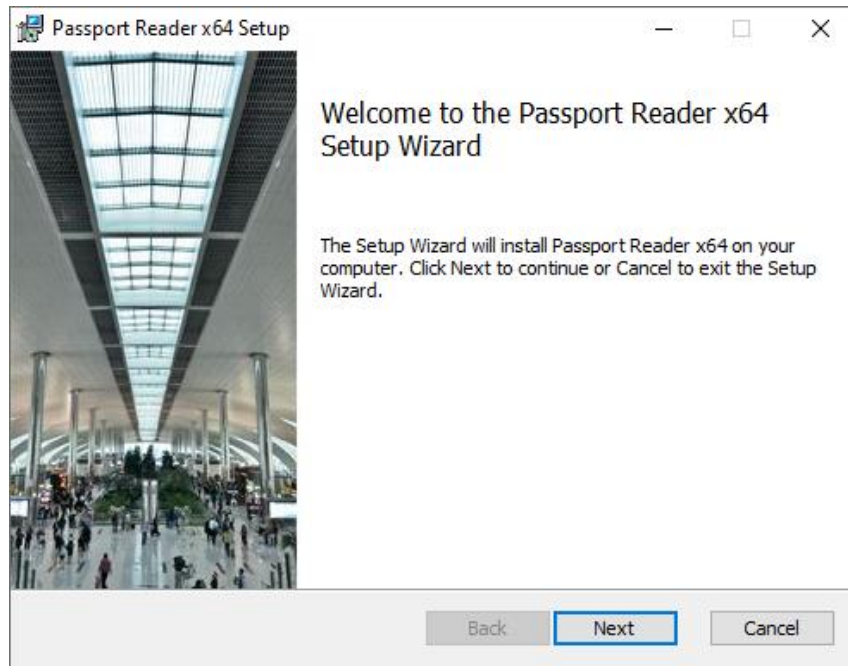 Passport Reader x64 Setup
Welcome to the Passport Reader x64
Setup Wizard
The Setup Wizard will install Passport Reader x64 on your
computer. Click Next to continue or Cancel to exit the Setup
Wizard.
Back Next Cancel